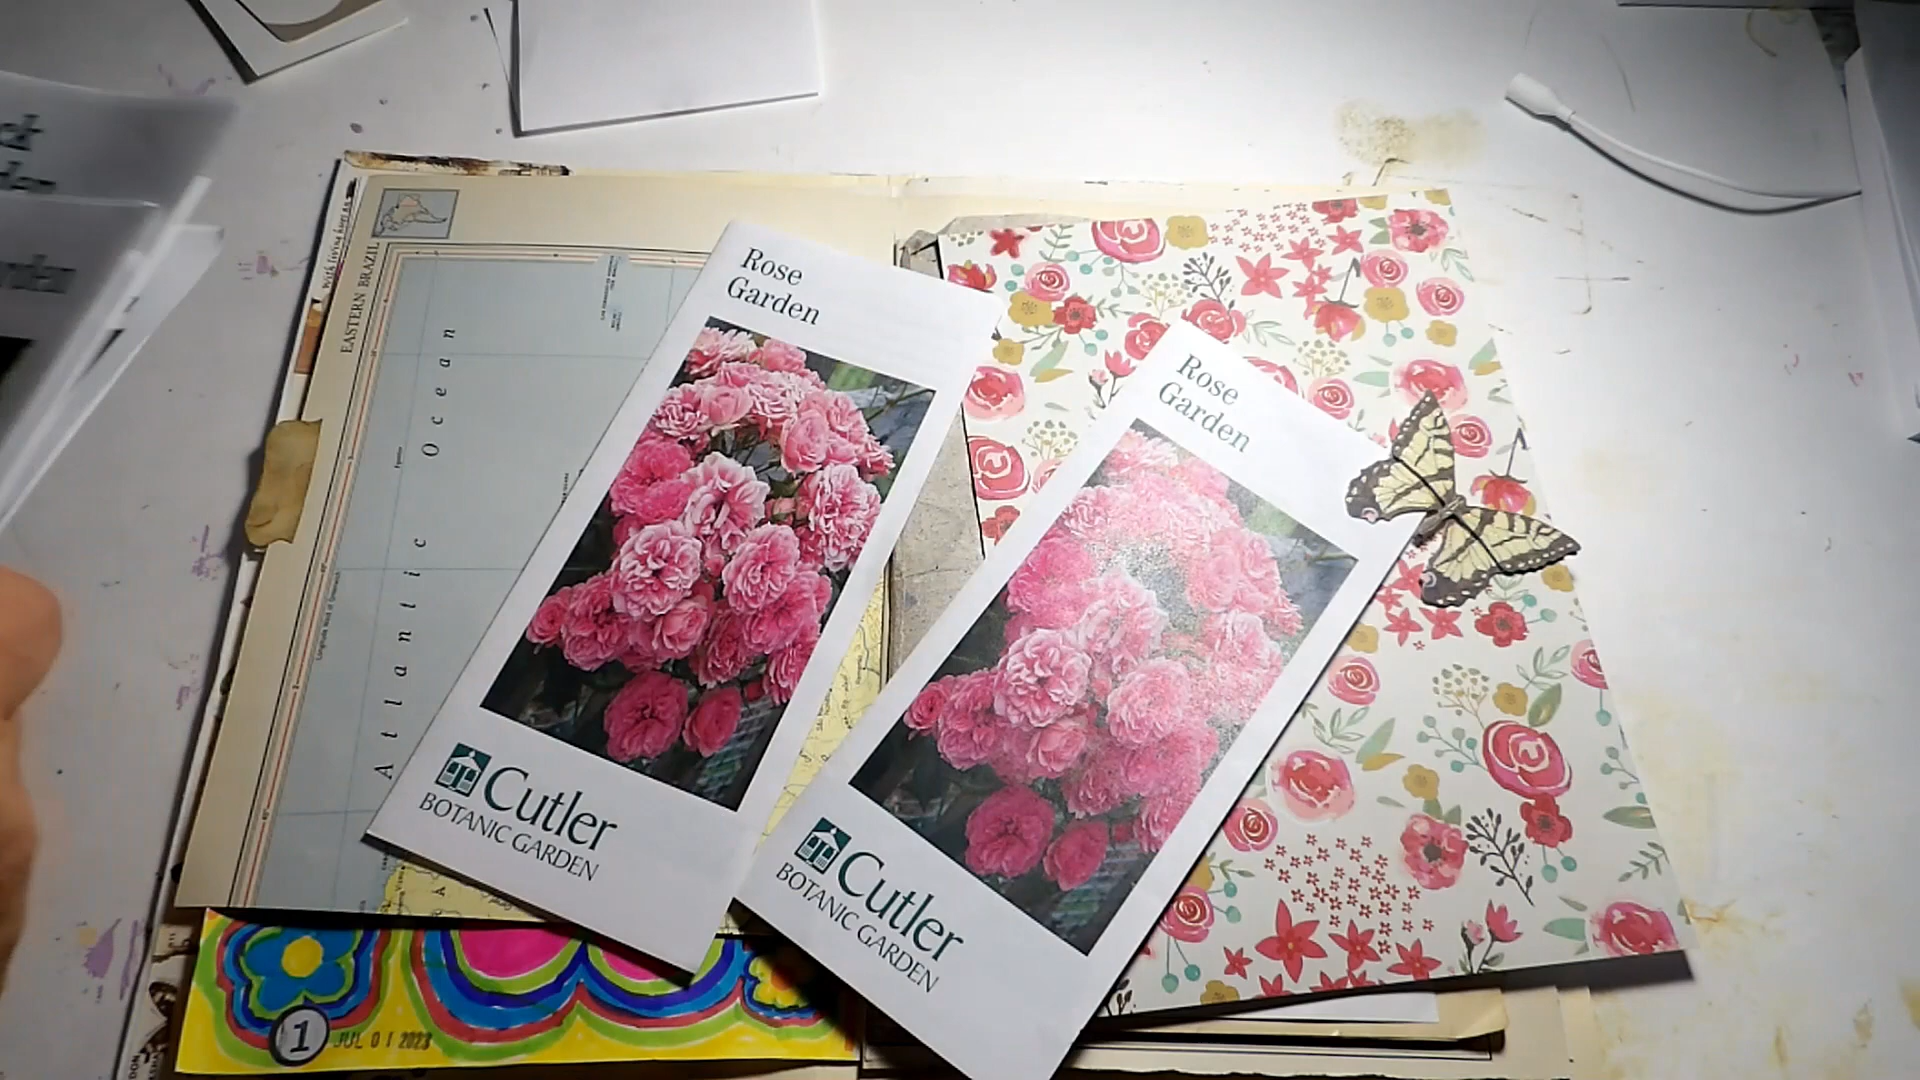 EASTERN BRAZIL
Atlantic Ocean
Rose
Garden
Cutler
BOTANIC GARDEN
Rose
Garden
Cutler
BOTANIC GARDEN
1
JUL 01 2023